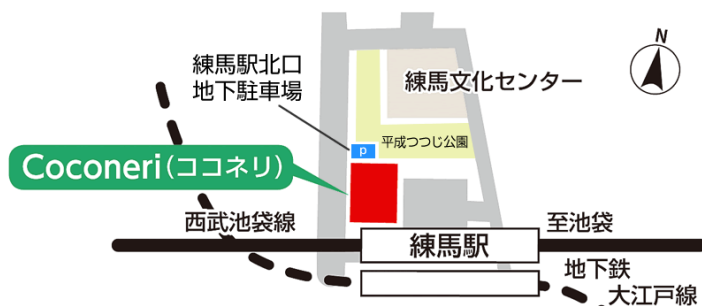 N
練馬駅北口
地下駐車場
練馬文化センター
平成つつじ公園
P
Coconeri(ココネリ)
西武池袋線
練馬駅
至池袋
地下鉄
大江戸線